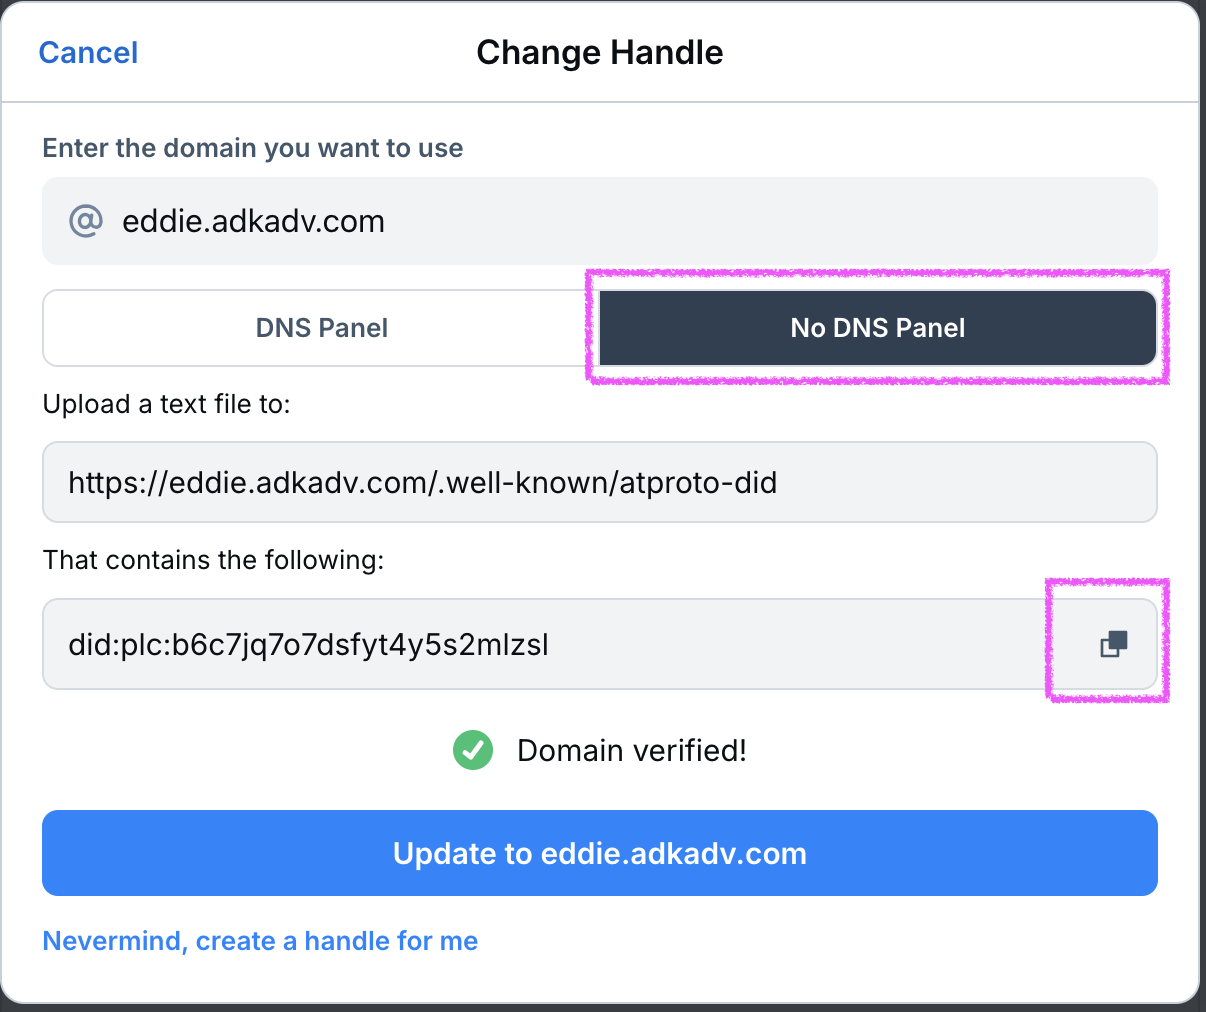 Cancel
Change Handle
Enter the domain you want to use
@ eddie.adkadv.com
DNS Panel
No DNS Panel
Upload a text file to:
https://eddie.adkadv.com/.well-known/atproto-did
That contains the following:
did:plc:b6c7jq7o7dsfyt4y5s2mlzsl
Domain verified!
Update to eddie.adkadv.com
Nevermind, create a handle for me